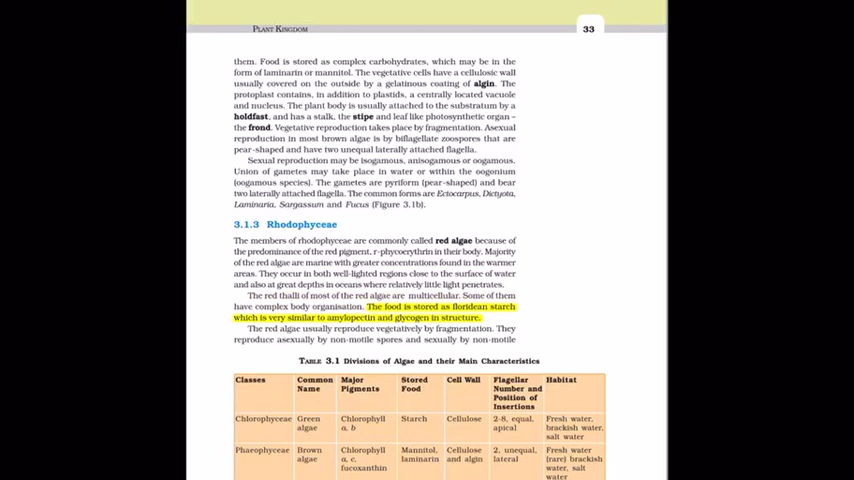 PLANT KINGDOM
33
them. Food is stored as complex carbohydrates, which may be in the
form of laminarin or mannitol. The vegetative cells have a cellulosic wall
usually covered on the outside by a gelatinous coating of algin. The
protoplast contains, in addition to plastids, a centrally located vacuole
and nucleus. The plant body is usually attached to the substratum by a
holdfast, and has a stalk, the stipe and leaf like photosynthetic organ –
the frond. Vegetative reproduction takes place by fragmentation. Asexual
reproduction in most brown algae is by biflagellate zoospores that are
pear-shaped and have two unequal laterally attached flagella.
Sexual reproduction may be isogamous, anisogamous or oogamous.
Union of gametes may take place in water or within the oogonium
(oogamous species). The gametes are pyriform (pear-shaped) and bear
two laterally attached flagella. The common forms are Ectocarpus, Dictyota,
Laminaria, Sargassum and Fucus (Figure 3.1b).
3.1.3 Rhodophyceae
The members of rhodophyceae are commonly called red algae because of
the predominance of the red pigment, r-phycoerythrin in their body. Majority
of the red algae are marine with greater concentrations found in the warmer
areas. They occur in both well-lighted regions close to the surface of water
and also at great depths in oceans where relatively little light penetrates.
The red thalli of most of the red algae are multicellular. Some of them
have complex body organisation. The food is stored as floridean starch
which is very similar to amylopectin and glycogen in structure.
The red algae usually reproduce vegetatively by fragmentation. They
reproduce asexually by non-motile spores and sexually by non-motile
TABLE 3.1 Divisions of Algae and their Main Characteristics
Classes Common Major Stored Cell Wall Flagellar Habitat
Name Pigments Food Number and
Position of
Insertions
Chlorophyceae Green Chlorophyll Starch Cellulose 2-8, equal, Fresh water,
algae a, b apical brackish water,
salt water
Phaeophyceae Brown Chlorophyll Mannitol, Cellulose 2, unequal, Fresh water
algae a, c, laminarin and algin lateral (rare) brackish
fucoxanthin water, salt
water